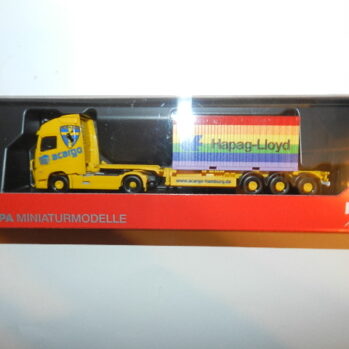 acargo
Hapag-Lloyd
www.acargo-hamburg.de
PA MINIATURMODELLE